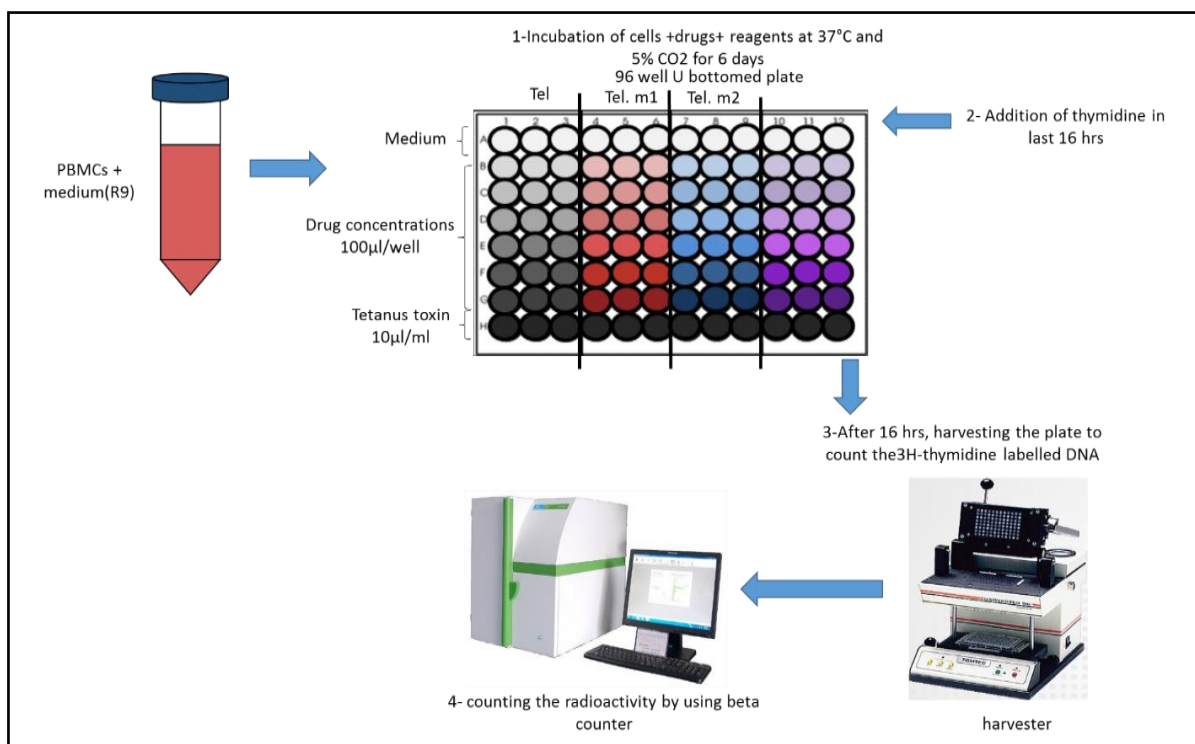 1-Incubation of cells +drugs+ reagents at 37°C and
5% CO2 for 6 days
96 well U bottomed plate
Tel Tel. m1 Tel. m2
1 2 3 4 5 6 7 8 9 10 11 12
A
B
C
D
E
F
G
H
Medium
Drug concentrations
100µl/well
Tetanus toxin
10µl/ml
PBMCs +
medium(R9)
2- Addition of thymidine in
last 16 hrs
3-After 16 hrs, harvesting the plate to
count the3H-thymidine labelled DNA
4- counting the radioactivity by using beta
counter
harvester
TOMTEC